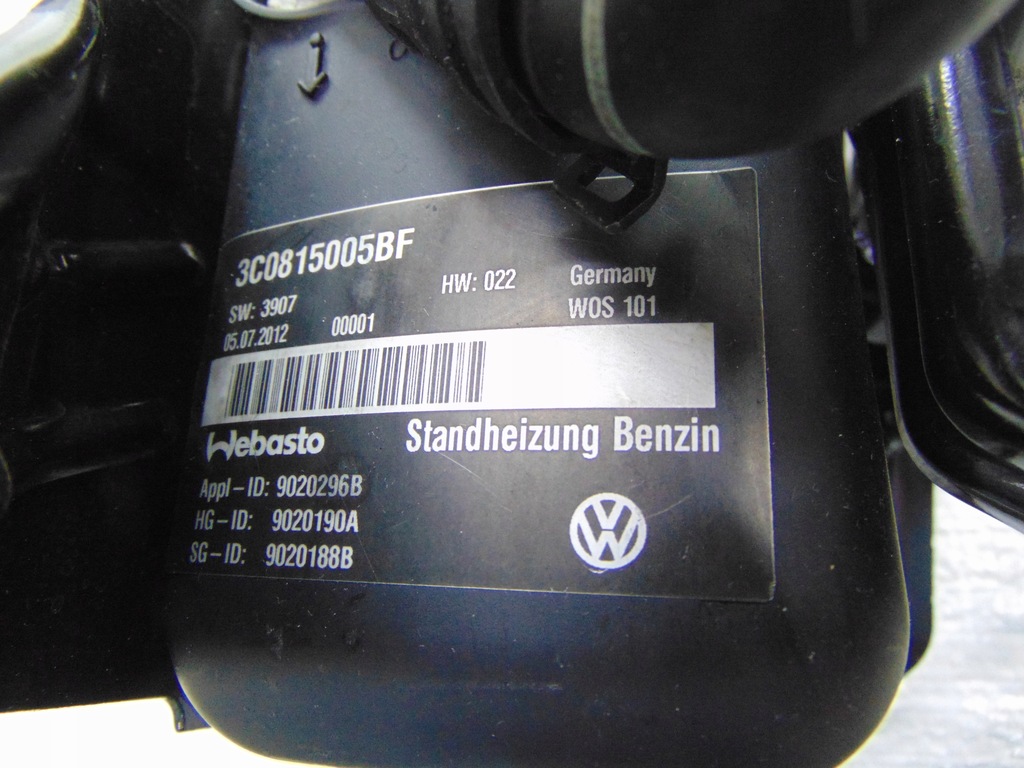 3C0815005BF
SW: 3907 HW: 022 Germany
05.07.2012 00001 WOS 101
Webasto Standheizung Benzin
Appl-ID: 9020296B
HG-ID: 9020190A
SG-ID: 9020188B
VW